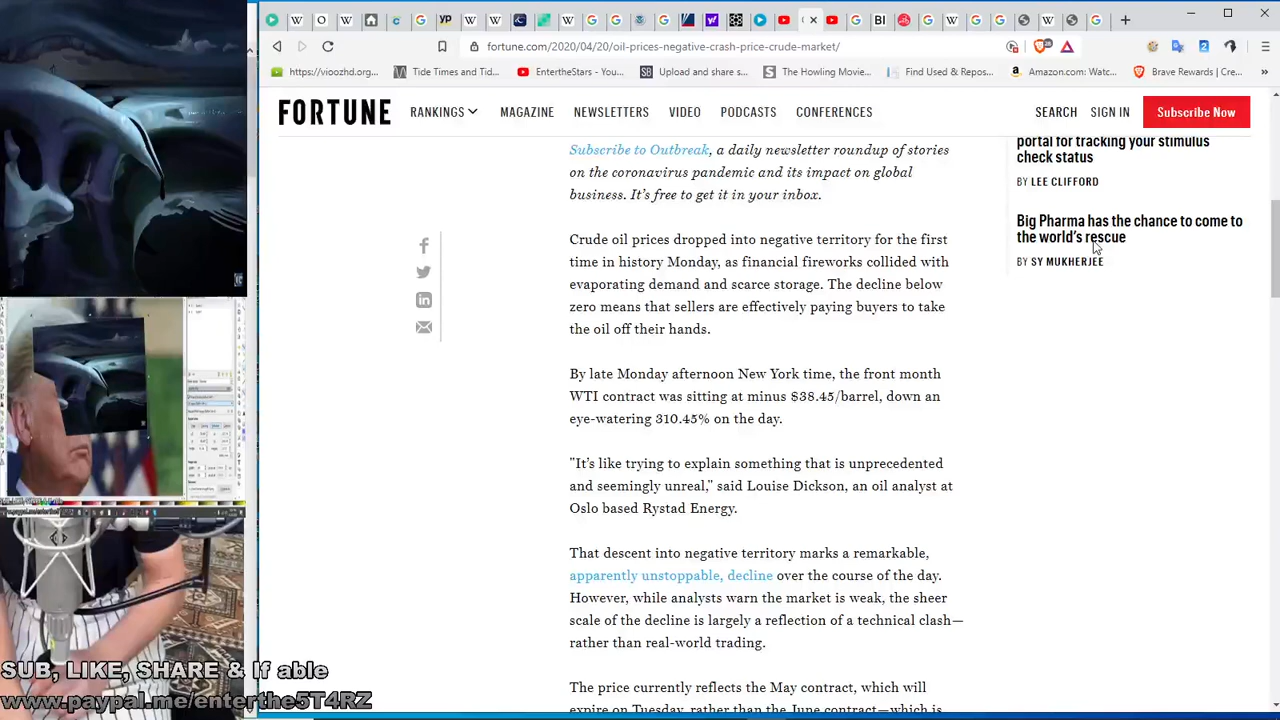 fortune.com/2020/04/20/oil-prices-negative-crash-price-crude-market/
https://vioozhd.org...
Tide Times and Tid...
EntertheStars - You...
Upload and share s...
The Howling Movie...
Find Used & Repos...
Amazon.com: Watc...
Brave Rewards | Cre...
FORTUNE
RANKINGS
MAGAZINE
NEWSLETTERS
VIDEO
PODCASTS
CONFERENCES
SEARCH
SIGN IN
Subscribe Now
Subscribe to Outbreak, a daily newsletter roundup of stories
on the coronavirus pandemic and its impact on global
business. It's free to get it in your inbox.
Crude oil prices dropped into negative territory for the first
time in history Monday, as financial fireworks collided with
evaporating demand and scarce storage. The decline below
zero means that sellers are effectively paying buyers to take
the oil off their hands.
By late Monday afternoon New York time, the front month
WTI contract was sitting at minus $38.45/barrel, down an
eye-watering 310.45% on the day.
"It's like trying to explain something that is unprecedented
and seemingly unreal," said Louise Dickson, an oil analyst at
Oslo based Rystad Energy.
That descent into negative territory marks a remarkable,
apparently unstoppable, decline over the course of the day.
However, while analysts warn the market is weak, the sheer
scale of the decline is largely a reflection of a technical clash—
rather than real-world trading.
The price currently reflects the May contract, which will
expire on Tuesday, rather than the June contract—which is
portal for tracking your stimulus
check status
BY LEE CLIFFORD
Big Pharma has the chance to come to
the world's rescue
BY SY MUKHERJEE
SUB, LIKE, SHARE & If able
www.paypal.me/enterthe5T4RZ